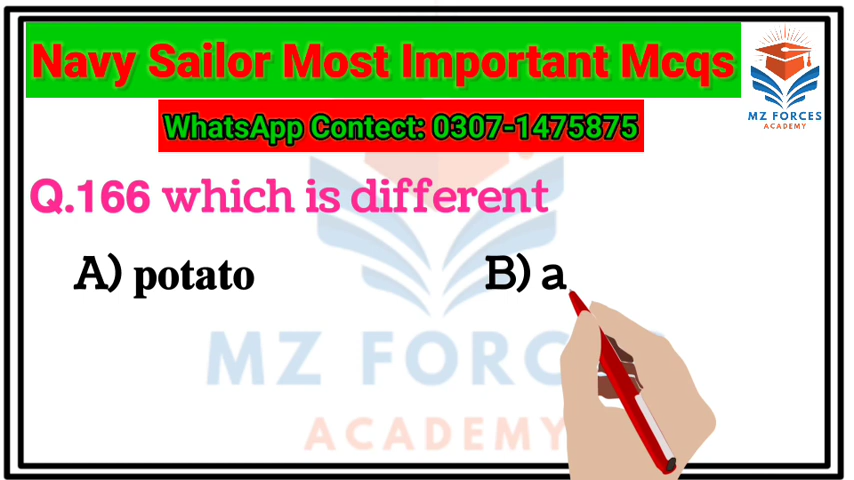 Navy Sailor Most Important Mcqs
MZ FORCES
ACADEMY
WhatsApp Contect: 0307-1475875
Q.166 which is different
A) potato
B) a
MZ FORCES
ACADEMY